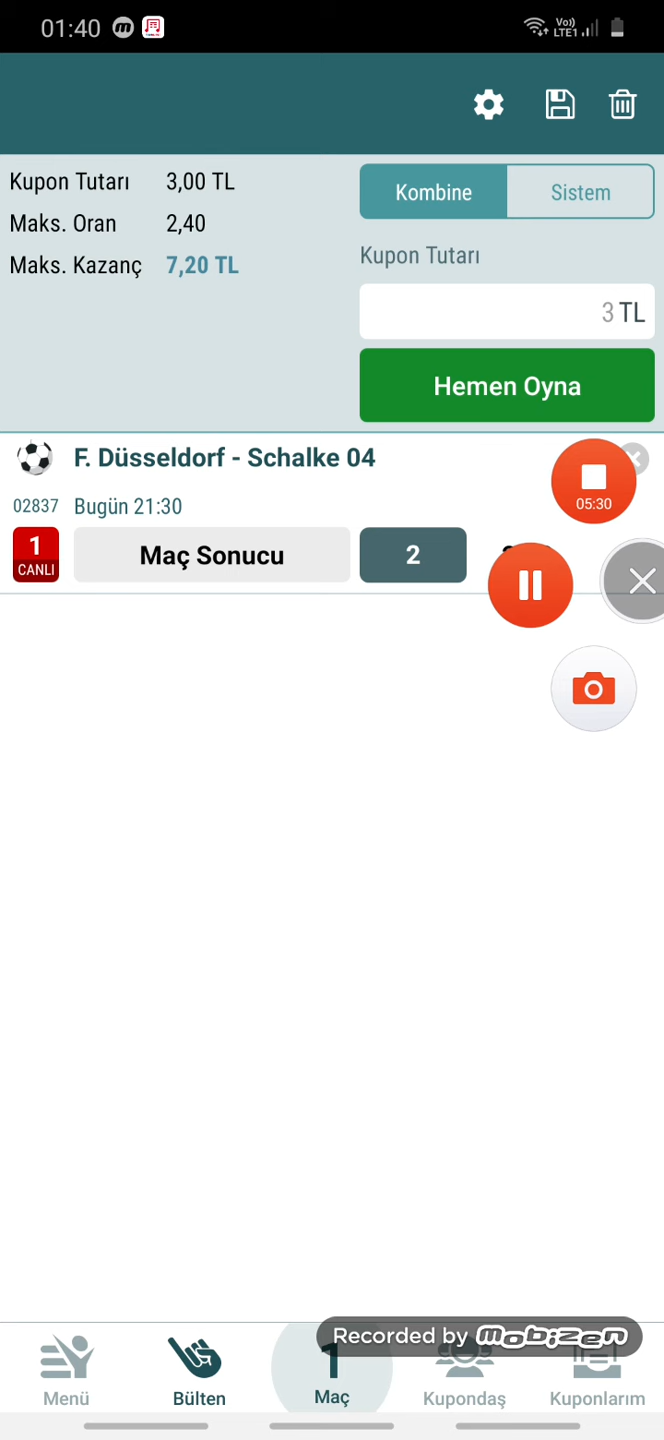 01:40
Vo))
LTE1
Kupon Tutarı 3,00 TL
Maks. Oran 2,40
Maks. Kazanç 7,20 TL
Kombine
Sistem
Kupon Tutarı
3 TL
Hemen Oyna
F. Düsseldorf - Schalke 04
05:30
02837 Bugün 21:30
1
CANLI
Maç Sonucu
2
Recorded by mobizen
1
Menü
Bülten
Maç
Kupondaş
Kuponlarım